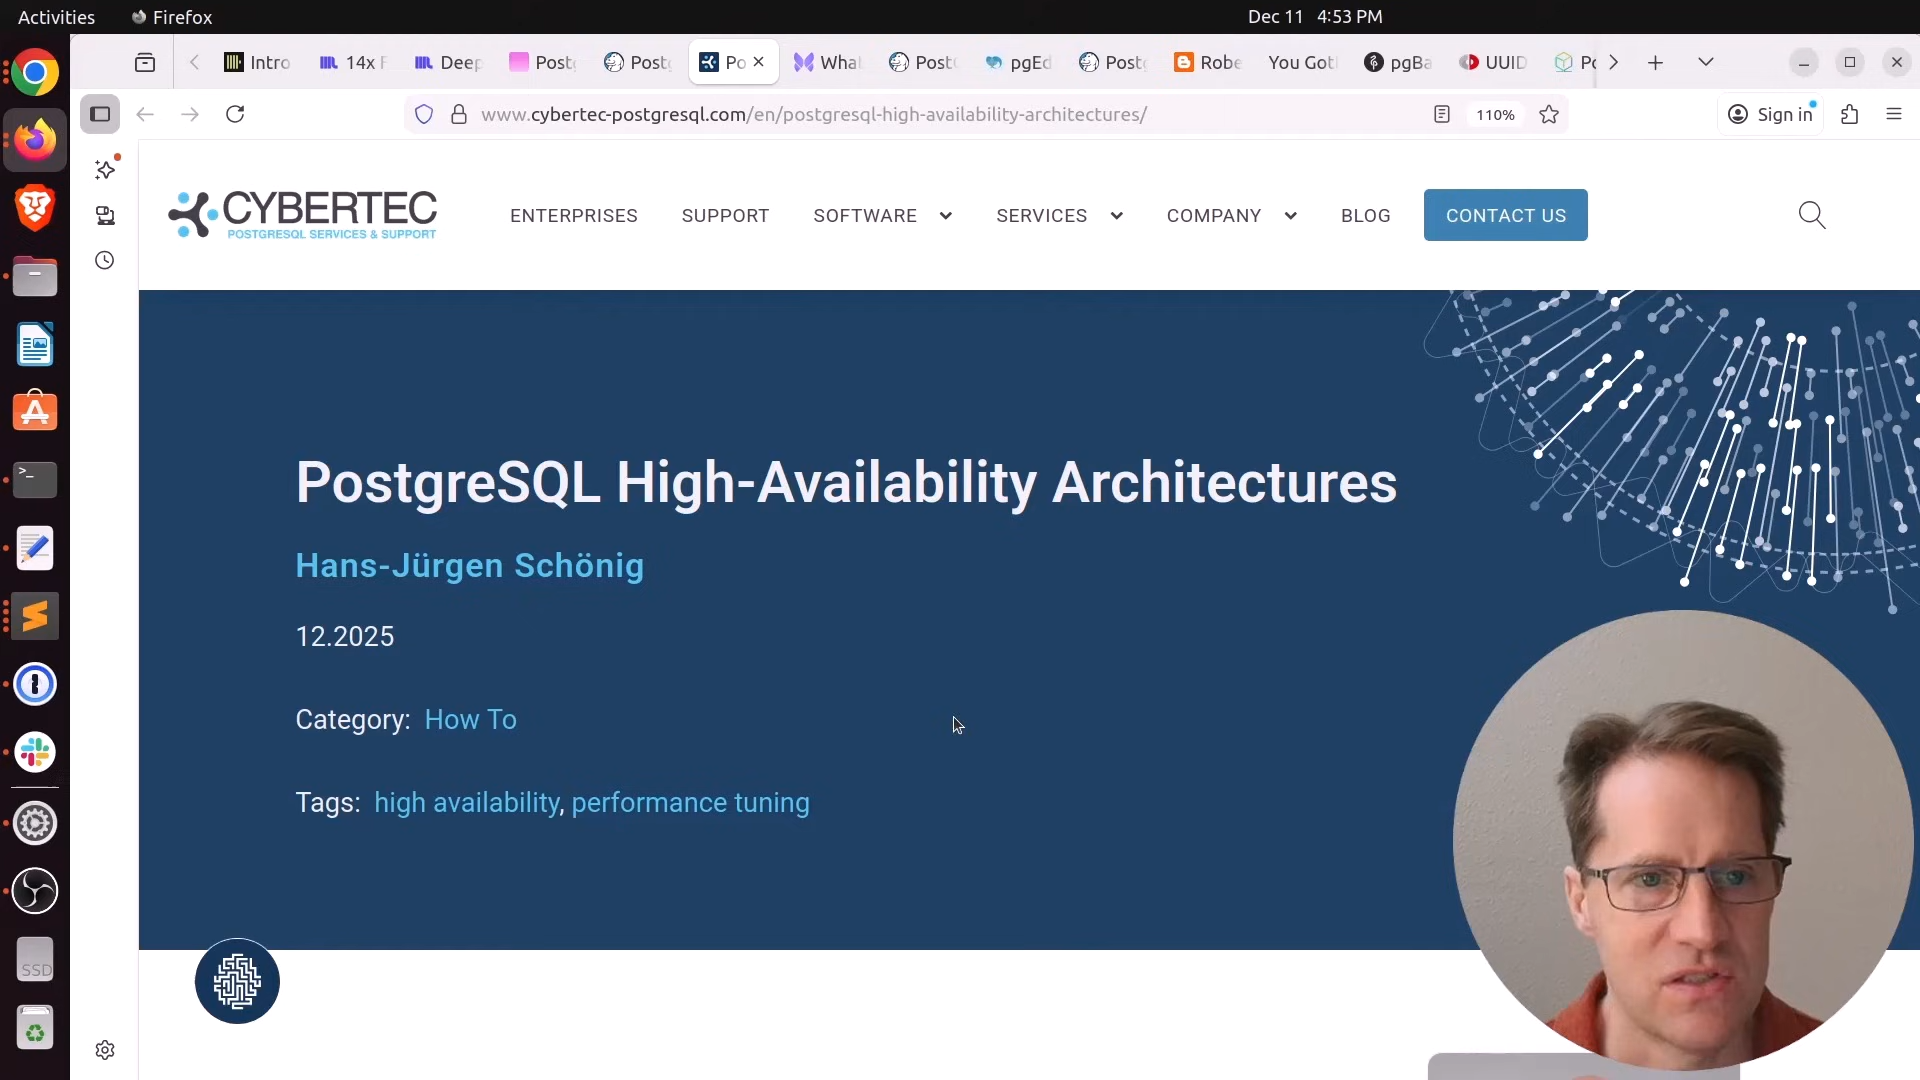 Activities
Firefox
Dec 11 4:53 PM
Intro
14x F
Deep
Post
Post
Po
What
Post
pgEd
Post
Robe
You Got
pgBa
UUID
Po
www.cybertec-postgresql.com/en/postgresql-high-availability-architectures/
110%
Sign in
CYBERTEC
POSTGRESQL SERVICES & SUPPORT
ENTERPRISES
SUPPORT
SOFTWARE
SERVICES
COMPANY
BLOG
CONTACT US
PostgreSQL High-Availability Architectures
Hans-Jürgen Schönig
12.2025
Category: How To
Tags: high availability, performance tuning
SSD